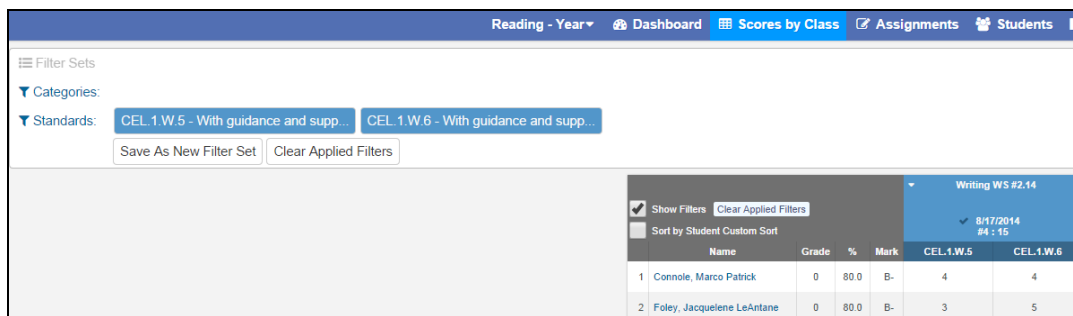 Reading - Year Dashboard Scores by Class Assignments Students
Filter Sets
Categories:
Standards: CEL.1.W.5 - With guidance and supp... CEL.1.W.6 - With guidance and supp...
Save As New Filter Set Clear Applied Filters
Writing WS #2.14
Show Filters Clear Applied Filters
8/17/2014
Sort by Student Custom Sort
#4 : 15
Name Grade % Mark CEL.1.W.5 CEL.1.W.6
1 Connole, Marco Patrick 0 80.0 B- 4 4
2 Foley, Jacquelene LeAntane 0 80.0 B- 3 5